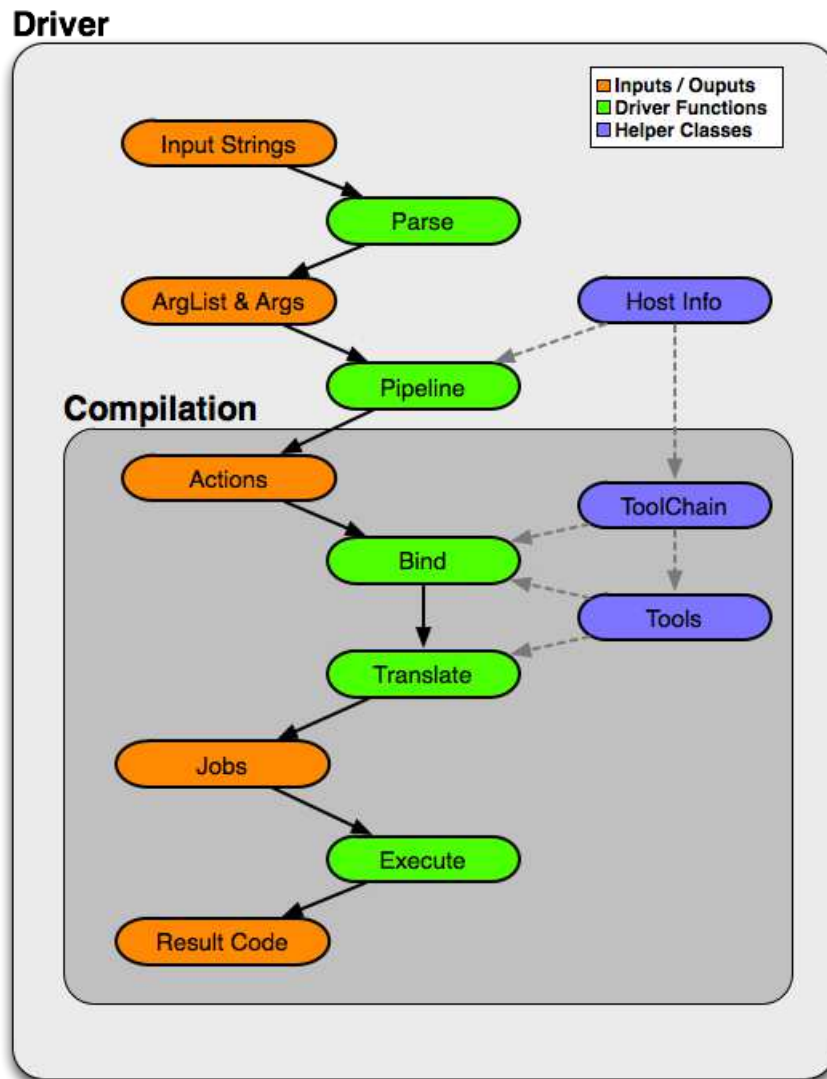 Driver
Inputs / Ouputs
Driver Functions
Helper Classes
Input Strings
Parse
ArgList & Args
Host Info
Pipeline
Compilation
Actions
ToolChain
Bind
Tools
Translate
Jobs
Execute
Result Code